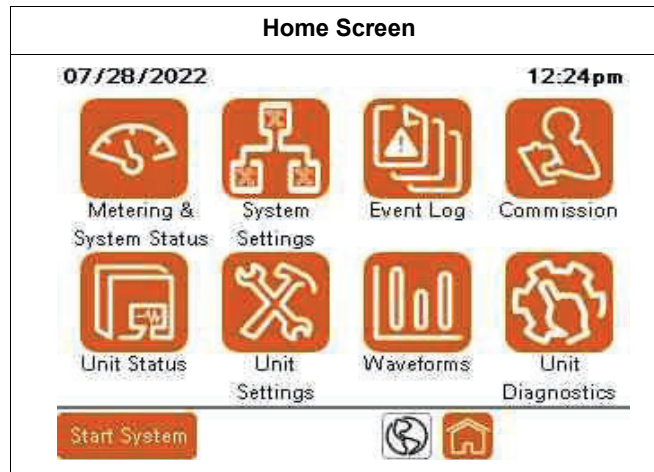 Home Screen
07/28/2022 12:24pm
Metering & System Event Log Commission
System Status Settings
Unit Status Unit Waveforms Unit
Settings Diagnostics
Start System